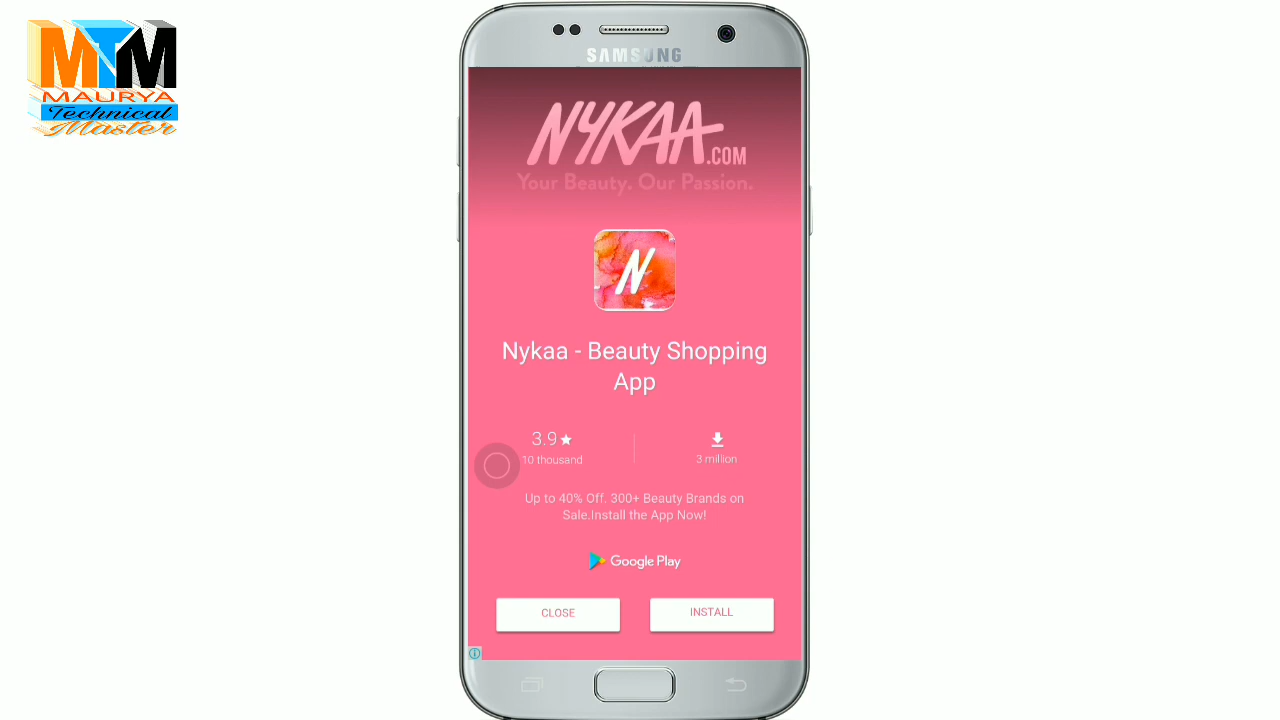 MTM
MAURYA
Technical
Master
SAMSUNG
NYKAA.COM
Your Beauty. Our Passion.
N
Nykaa - Beauty Shopping
App
3.9
10 thousand
3 million
Up to 40% Off. 300+ Beauty Brands on
Sale.Install the App Now!
Google Play
CLOSE
INSTALL